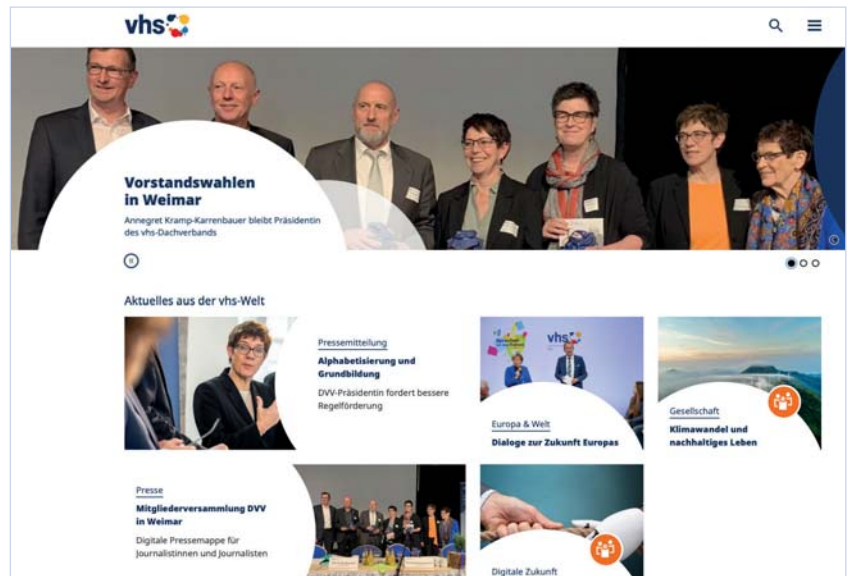 vhs
Vorstandswahlen
in Weimar
Annegret Kramp-Karrenbauer bleibt Präsidentin
des vhs-Dachverbands
Aktuelles aus der vhs-Welt
Pressemitteilung
Alphabetisierung und
Grundbildung
DVV-Präsidentin fordert bessere
Regelförderung
vhs
Europa & Welt
Dialoge zur Zukunft Europas
Gesellschaft
Klimawandel und
nachhaltiges Leben
Presse
Mitgliederversammlung DVV
in Weimar
Digitale Pressemappe für
Journalistinnen und Journalisten
Digitale Zukunft